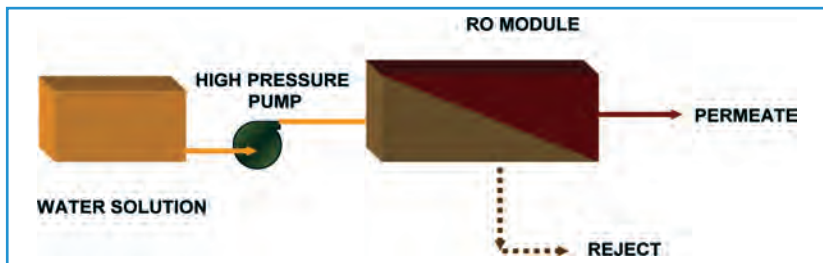 RO MODULE
HIGH PRESSURE
PUMP
PERMEATE
WATER SOLUTION
REJECT